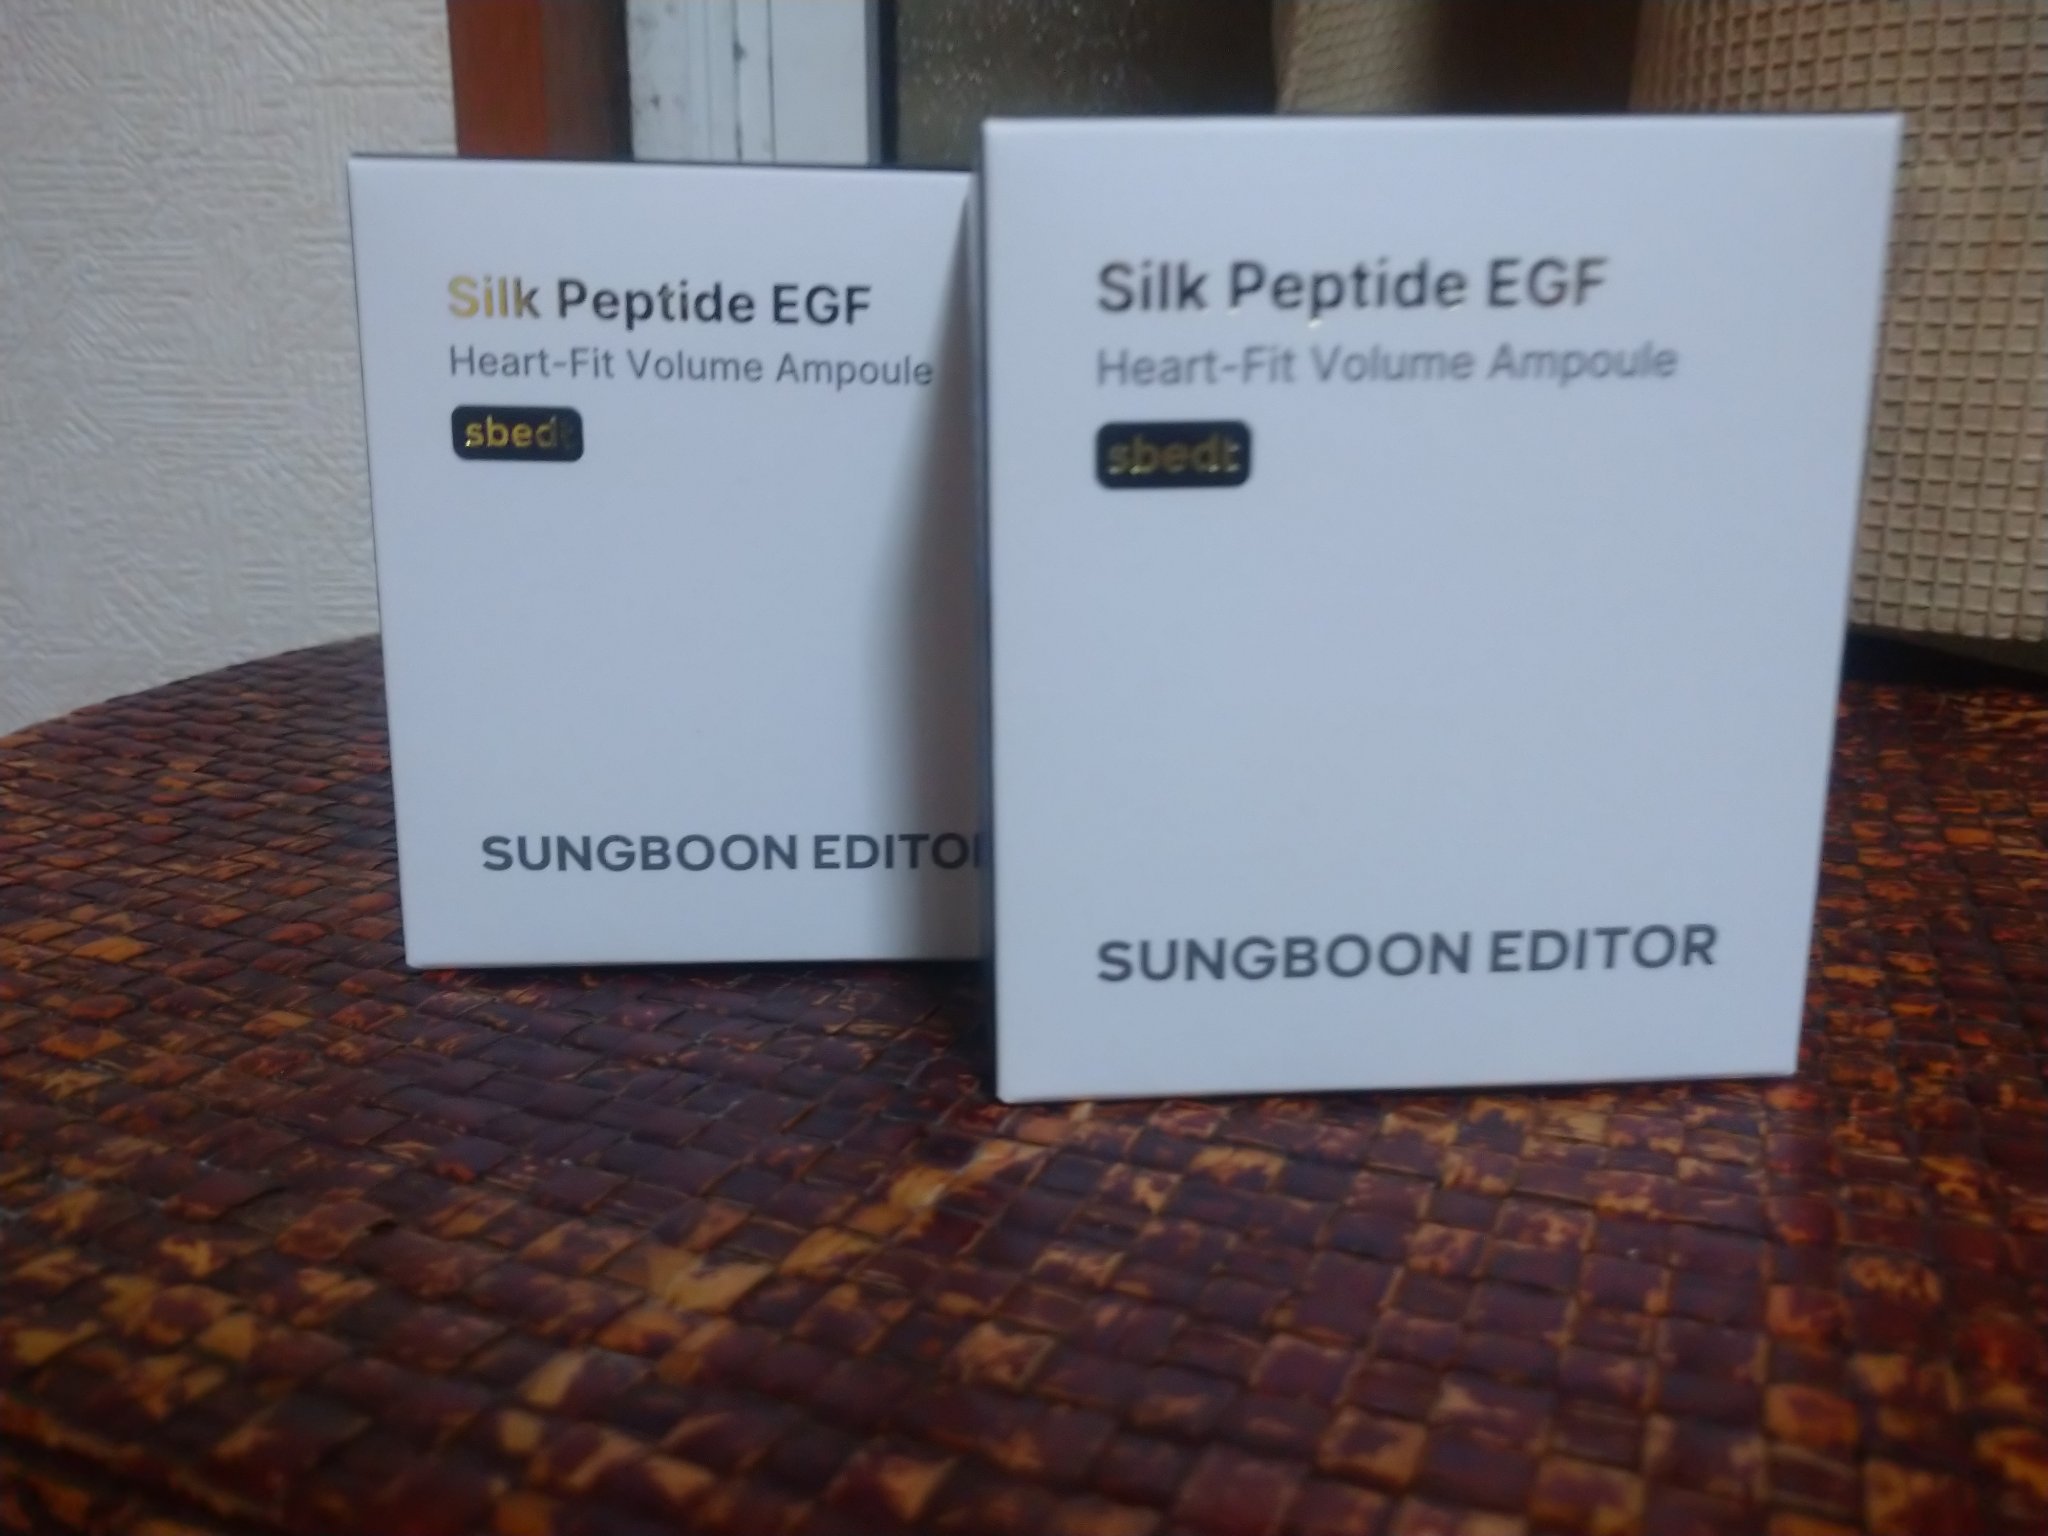 Silk Peptide EGF
Heart-Fit Volume Ampoule
sbedt
SUNGBOON EDITOR
Silk Peptide EGF
Heart-Fit Volume Ampoule
sbedt
SUNGBOON EDITOR